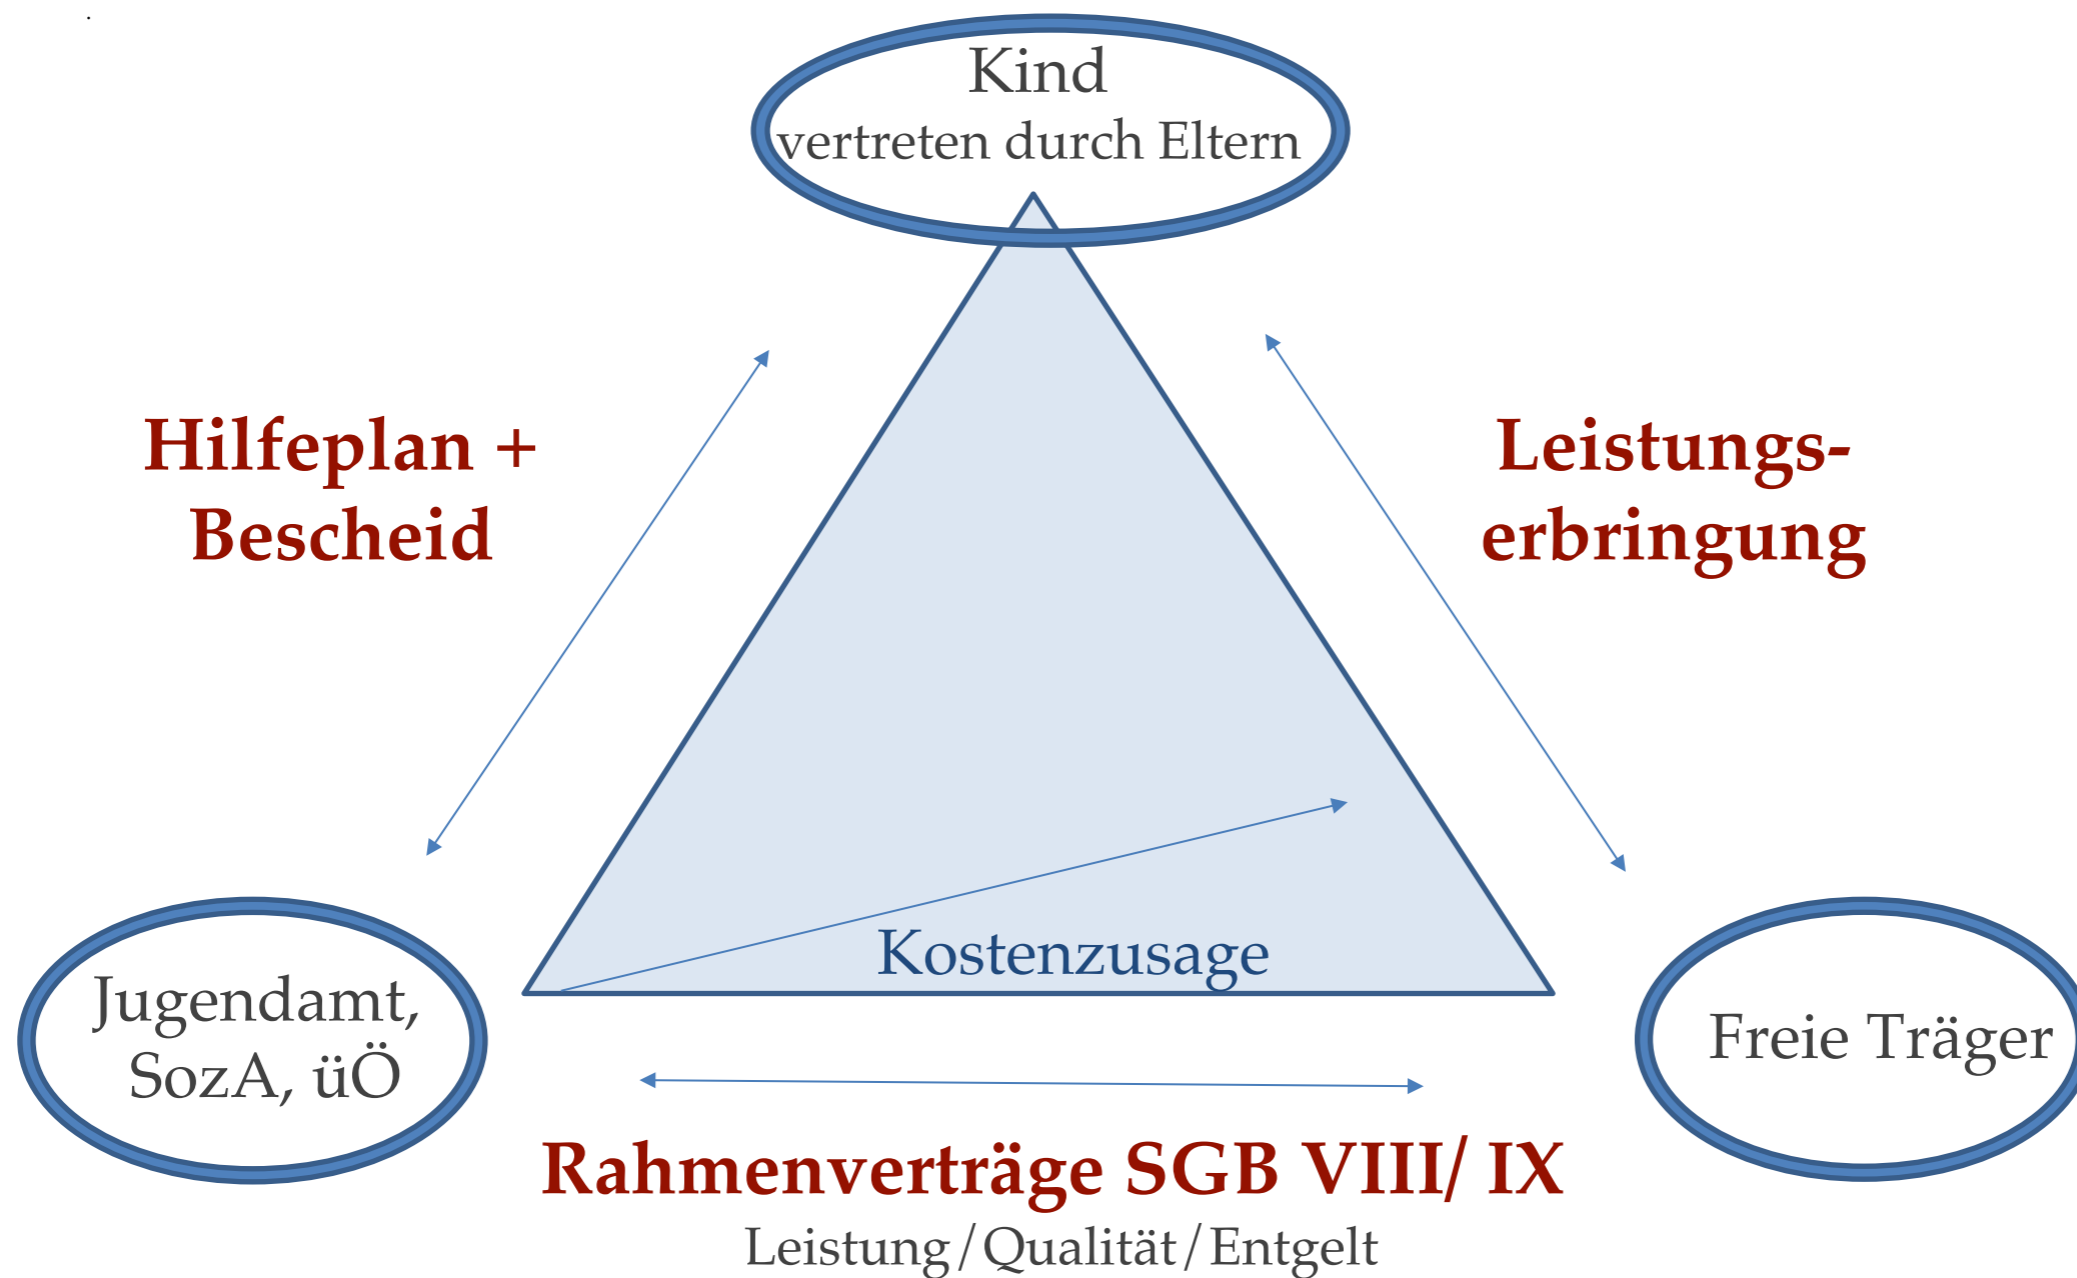 Kind
vertreten durch Eltern
Hilfeplan +
Bescheid
Leistungs-
erbringung
Kostenzusage
Jugendamt,
SozA, üÖ
Freie Träger
Rahmenverträge SGB VIII/ IX
Leistung/Qualität/Entgelt